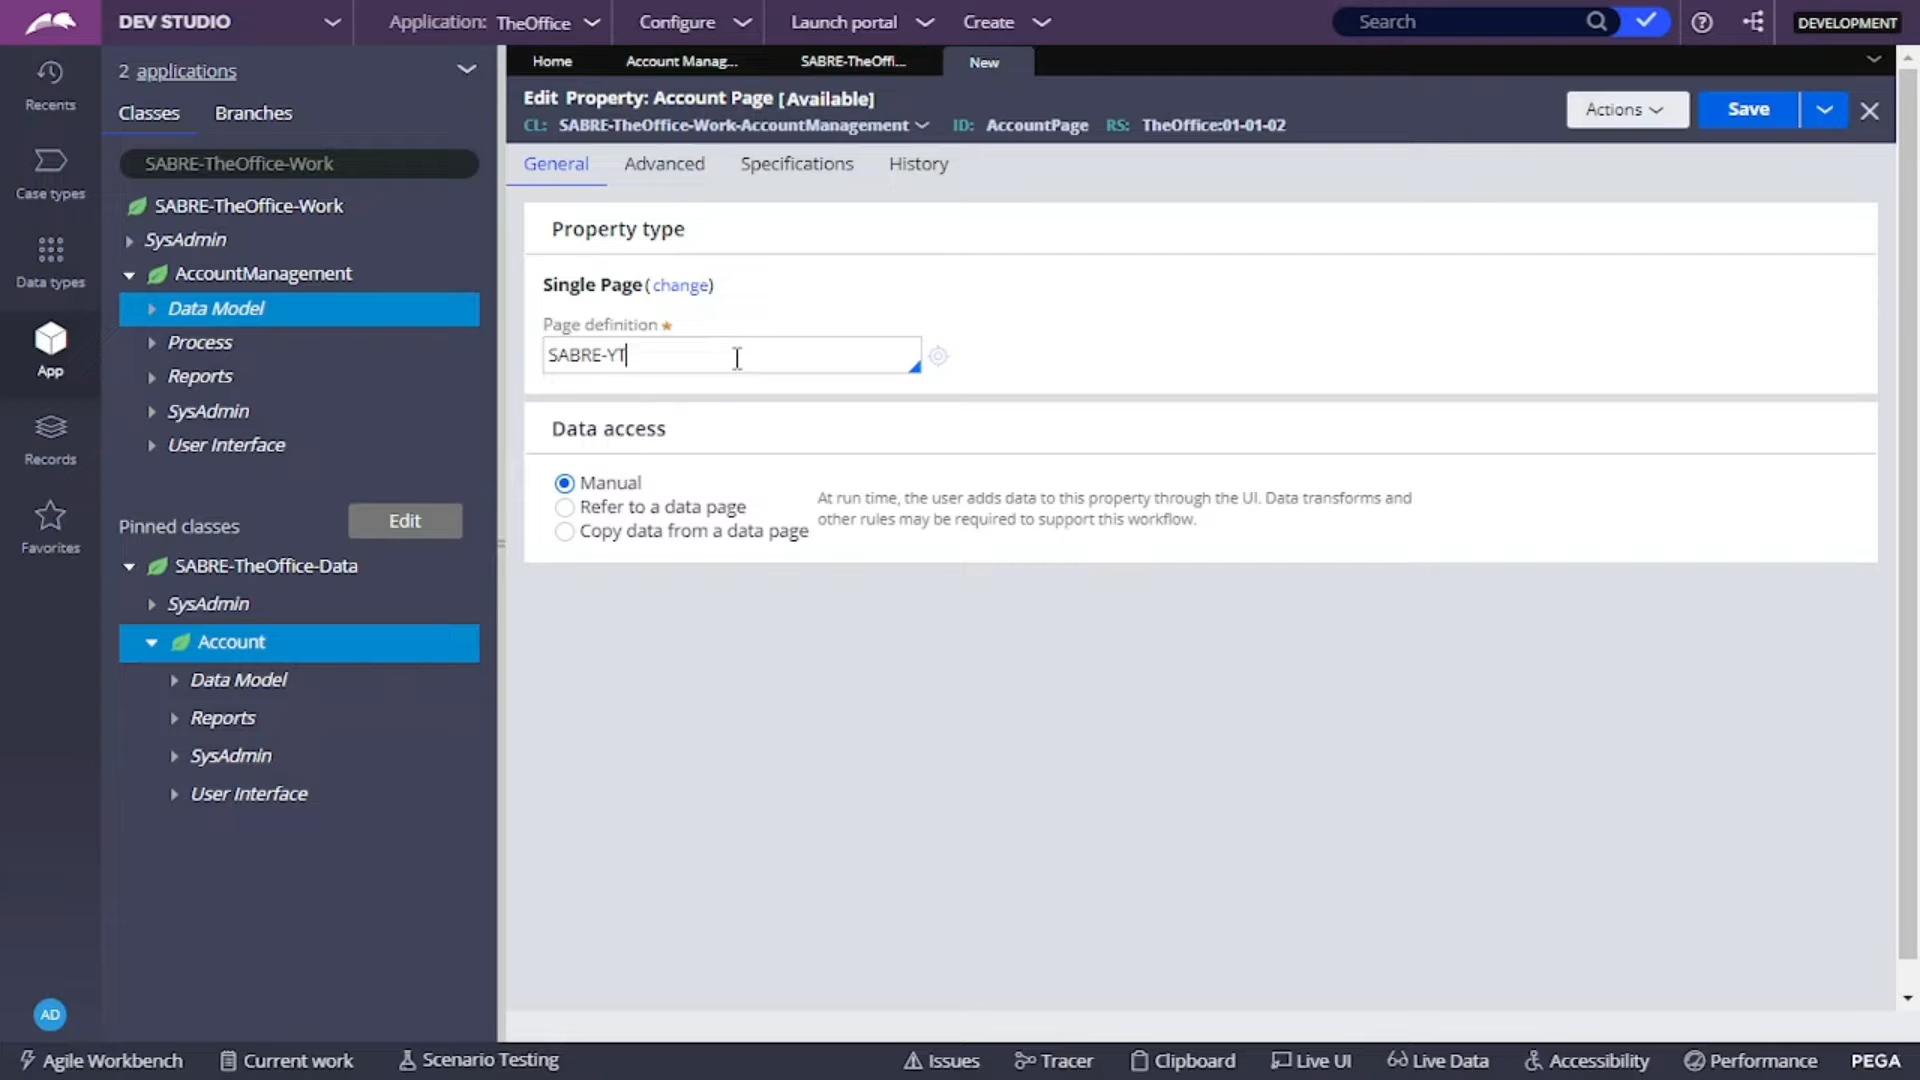 DEV STUDIO
Application: TheOffice
Configure
Launch portal
Create
Search
DEVELOPMENT
Recents
Case types
Data types
App
Records
Favorites
AD
2 applications
Classes
Branches
SABRE-TheOffice-Work
SABRE-TheOffice-Work
SysAdmin
AccountManagement
Data Model
Process
Reports
SysAdmin
User Interface
Pinned classes
Edit
SABRE-TheOffice-Data
SysAdmin
Account
Data Model
Reports
SysAdmin
User Interface
Home
Account Manag...
SABRE-TheOffi...
New
Edit Property: Account Page [Available]
CL: SABRE-TheOffice-Work-AccountManagement ID: AccountPage RS: TheOffice:01-01-02
Actions
Save
General
Advanced
Specifications
History
Property type
Single Page (change)
Page definition *
SABRE-YT
Data access
Manual
Refer to a data page
Copy data from a data page
At run time, the user adds data to this property through the UI. Data transforms and
other rules may be required to support this workflow.
Agile Workbench
Current work
Scenario Testing
Issues
Tracer
Clipboard
Live UI
Live Data
Accessibility
Performance
PEGA